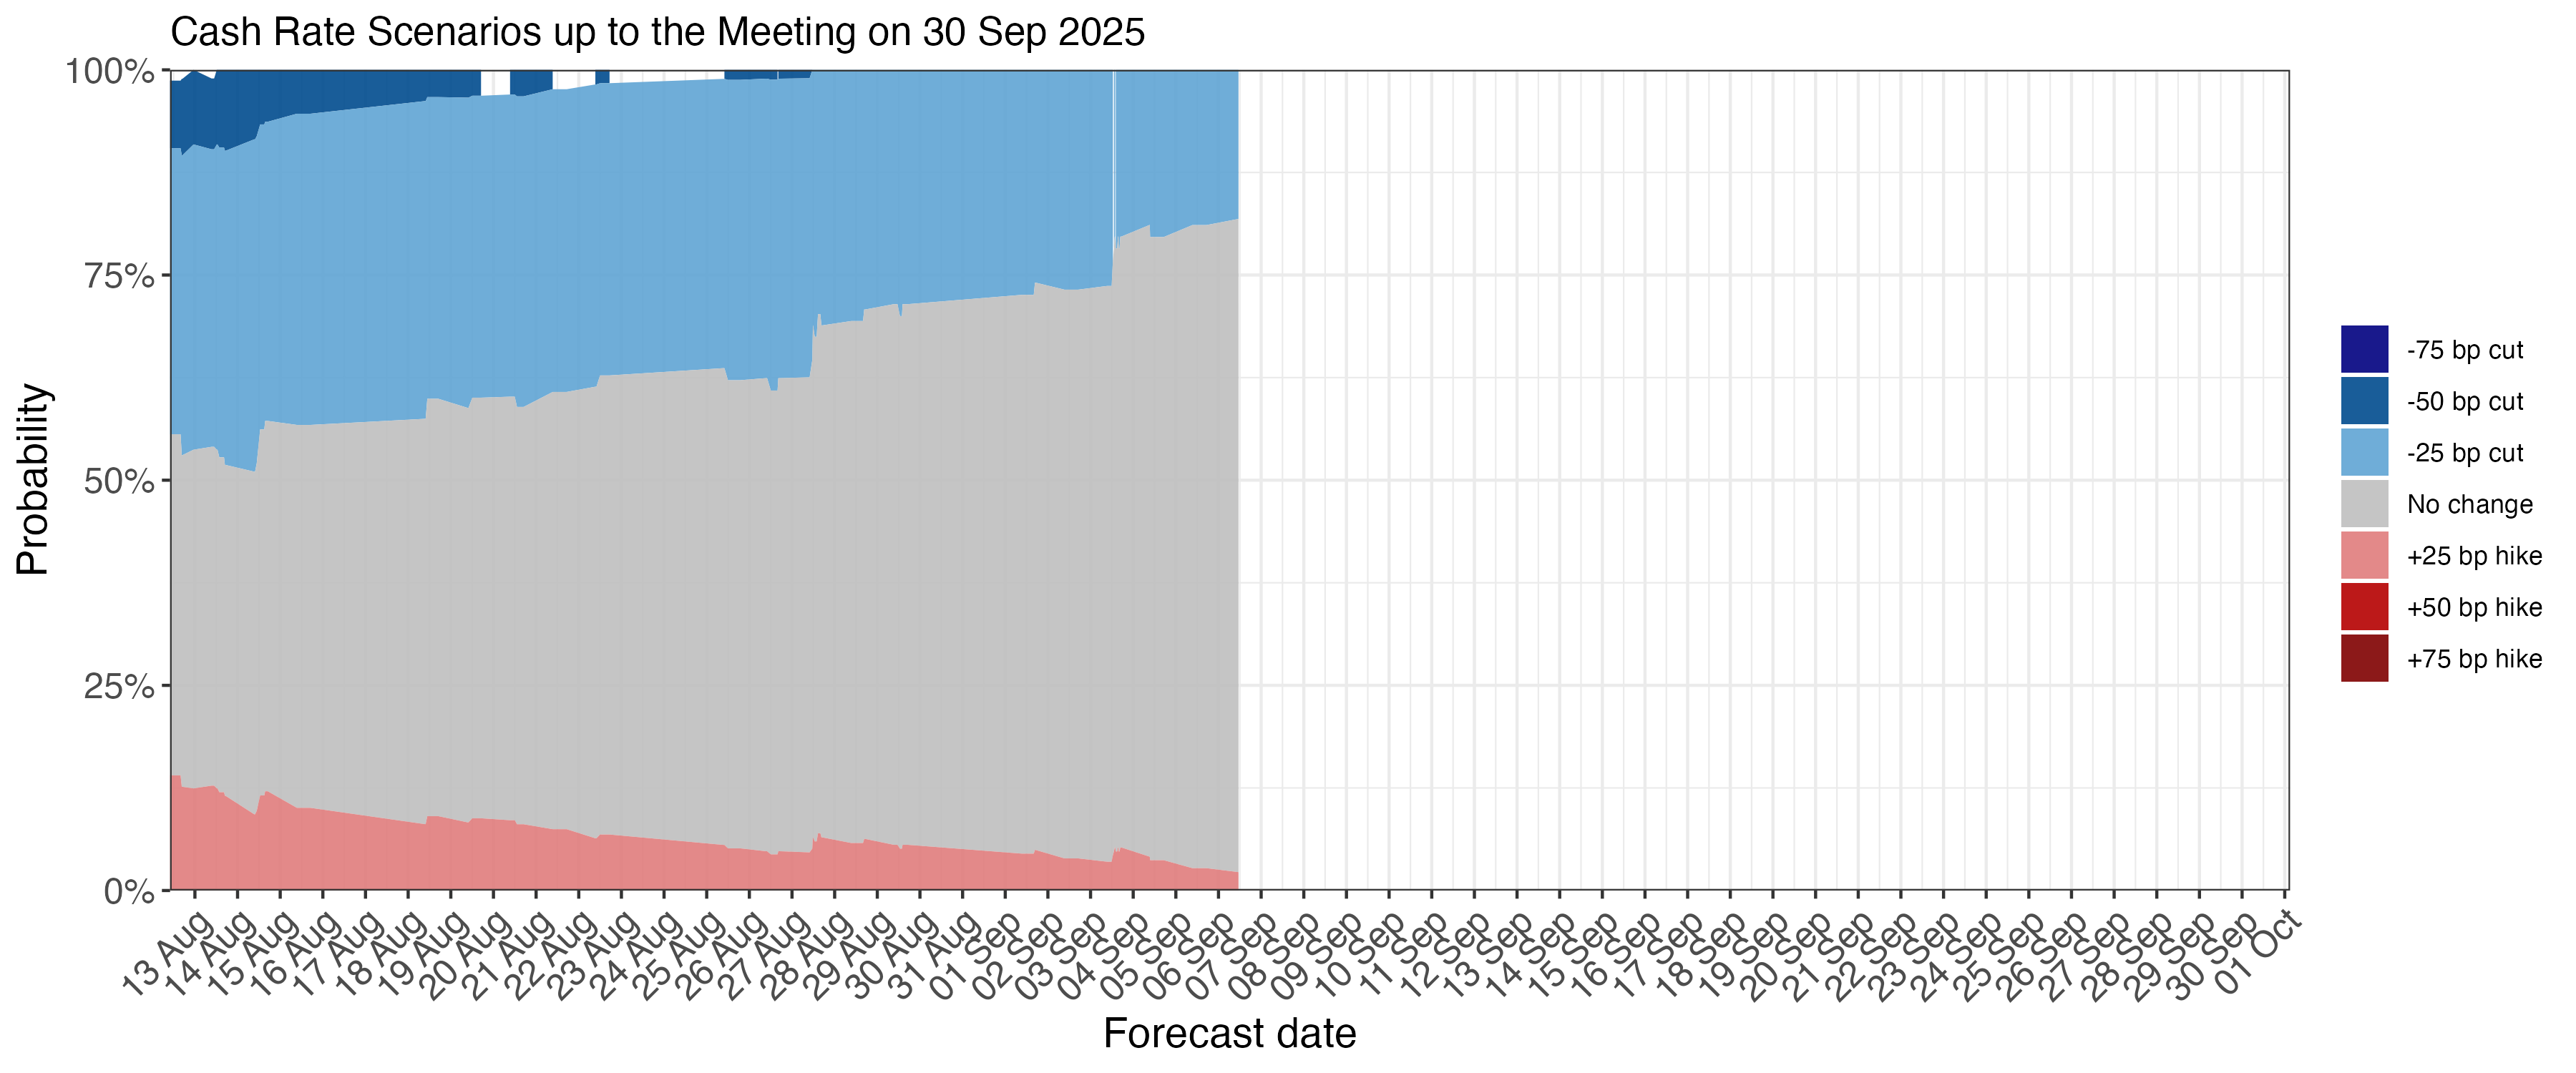 Cash Rate Scenarios up to the Meeting on 30 Sep 2025
100%
75%
50%
25%
0%
Probability
13 Aug
14 Aug
15 Aug
16 Aug
17 Aug
18 Aug
19 Aug
20 Aug
21 Aug
22 Aug
23 Aug
24 Aug
25 Aug
26 Aug
27 Aug
28 Aug
29 Aug
30 Aug
31 Aug
01 Sep
02 Sep
03 Sep
04 Sep
05 Sep
06 Sep
07 Sep
08 Sep
09 Sep
10 Sep
11 Sep
12 Sep
13 Sep
14 Sep
15 Sep
16 Sep
17 Sep
18 Sep
19 Sep
20 Sep
21 Sep
22 Sep
23 Sep
24 Sep
25 Sep
26 Sep
27 Sep
28 Sep
29 Sep
30 Sep
01 Oct
Forecast date
-75 bp cut
-50 bp cut
-25 bp cut
No change
+25 bp hike
+50 bp hike
+75 bp hike